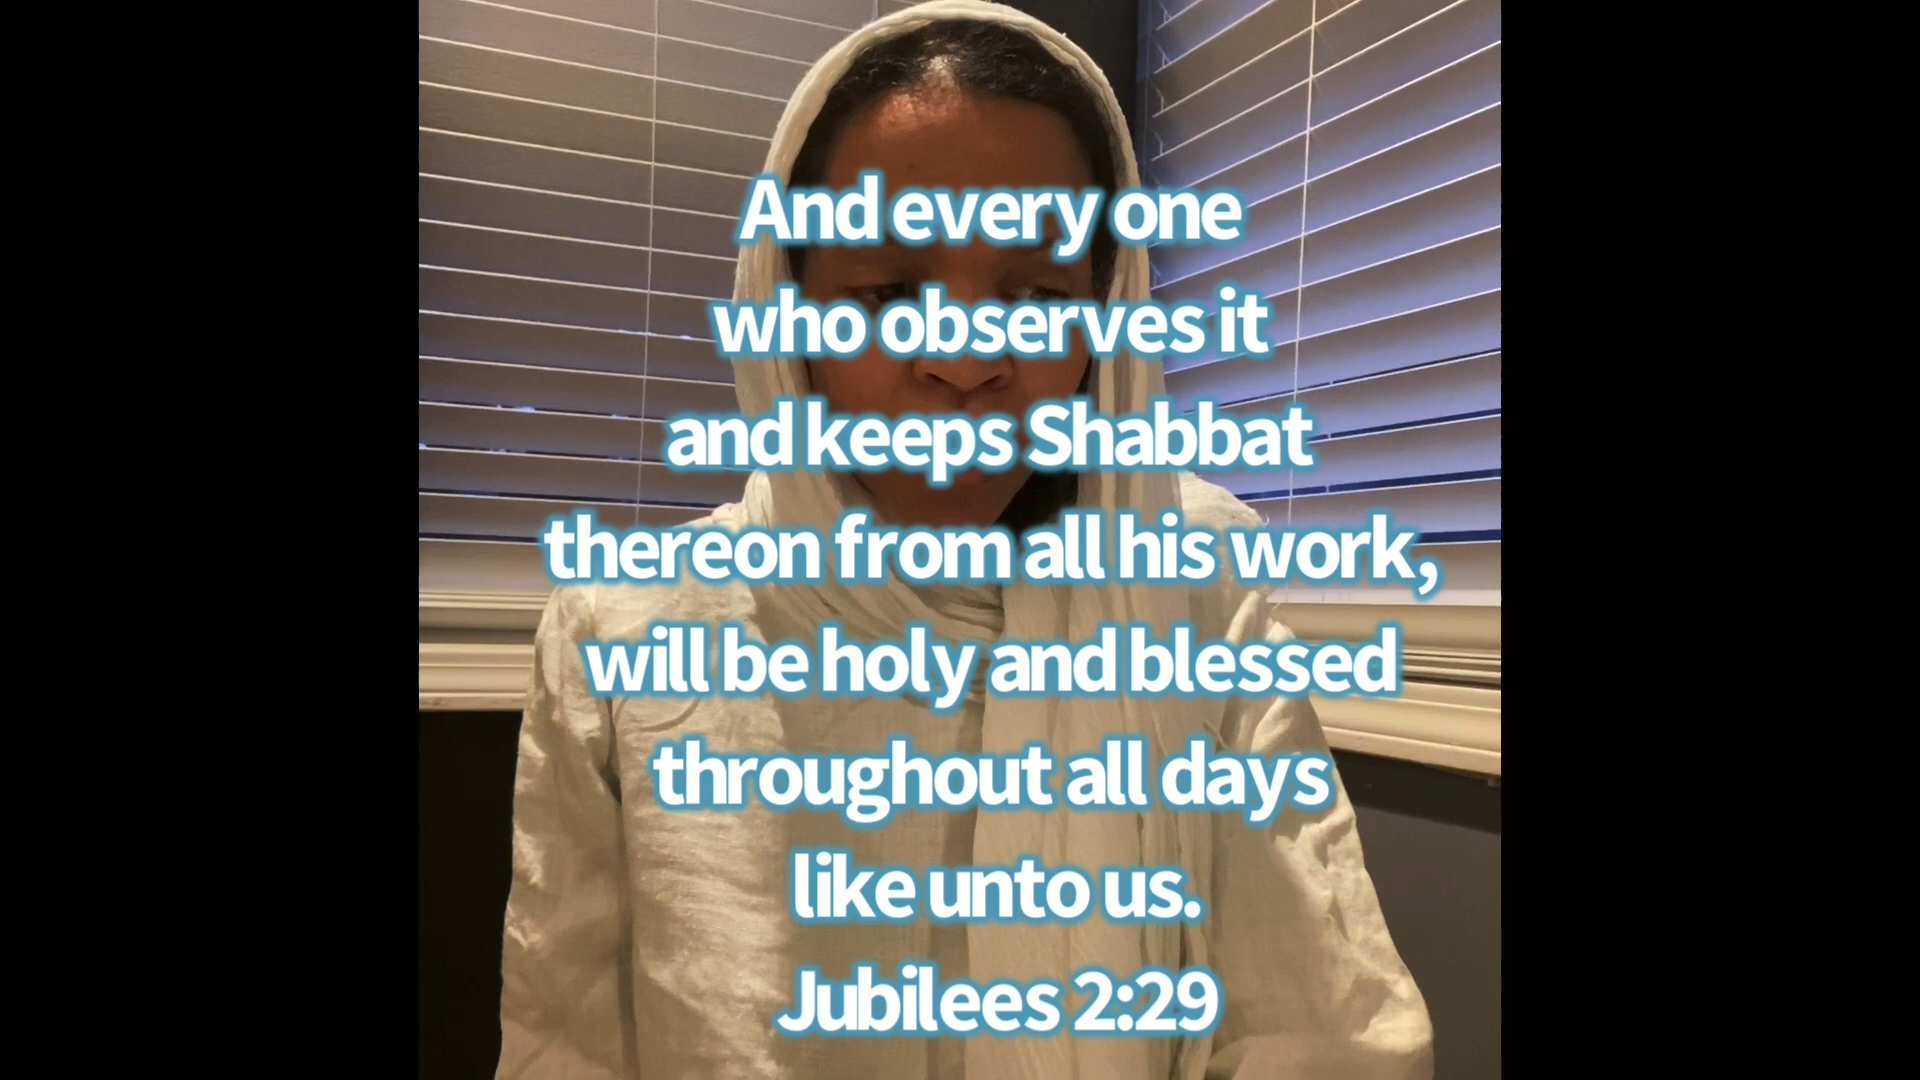 And every one
who observes it
and keeps Shabbat
thereon from all his work,
will be holy and blessed
throughout all days
like unto us.
Jubilees 2:29